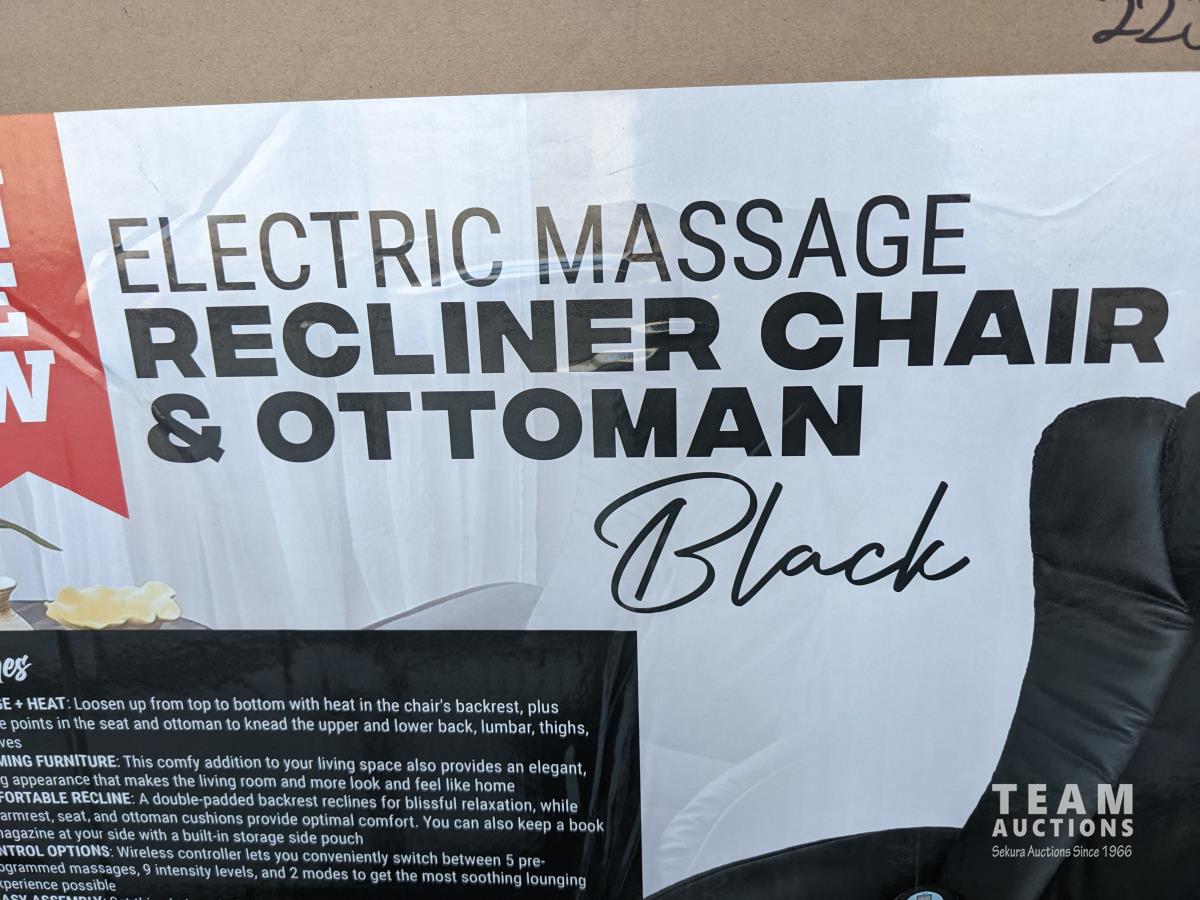 ELECTRIC MASSAGE
RECLINER CHAIR
& OTTOMAN
Black
+ HEAT: Loosen up from top to bottom with heat in the chair's backrest, plus
points in the seat and ottoman to knead the upper and lower back, lumbar, thighs,
FURNITURE: This comfy addition to your living space also provides an elegant,
appearance that makes the living room and more look and feel like home
RECLINE: A double-padded backrest reclines for blissful relaxation, while
armrest, seat, and ottoman cushions provide optimal comfort. You can also keep a book
magazine at your side with a built-in storage side pouch
OPTIONS: Wireless controller lets you conveniently switch between 5 pre-
programmed massages, 9 intensity levels, and 2 modes to get the most soothing lounging
experience possible
TEAM
AUCTIONS
Sekura Auctions Since 1966